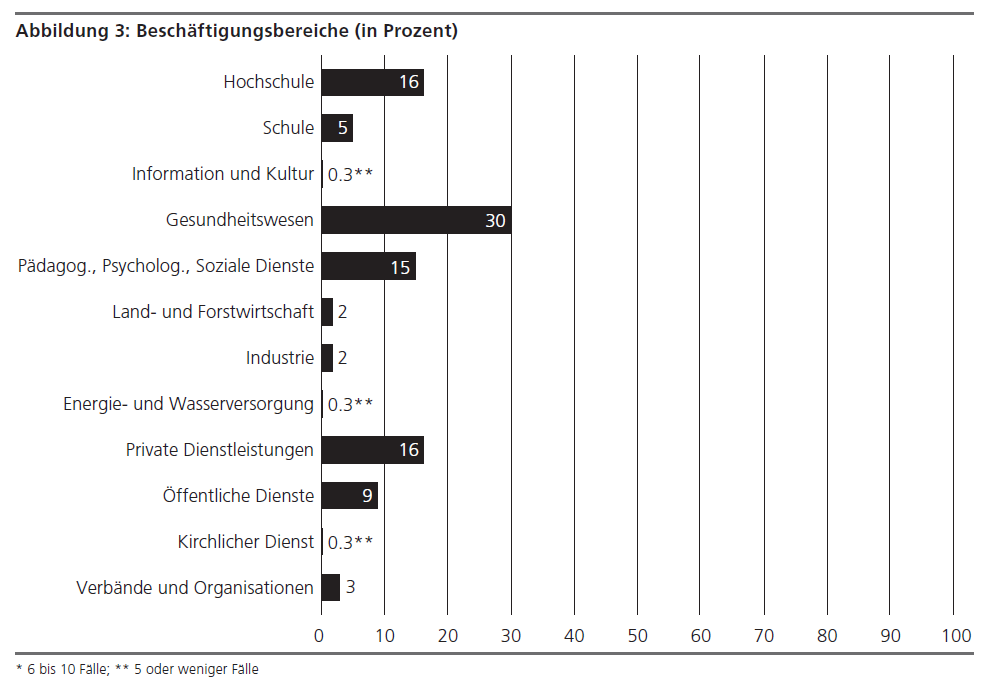 Abbildung 3: Beschäftigungsbereiche (in Prozent)
Hochschule 16
Schule 5
Information und Kultur 0.3**
Gesundheitswesen 30
Pädagog., Psycholog., Soziale Dienste 15
Land- und Forstwirtschaft 2
Industrie 2
Energie- und Wasserversorgung 0.3**
Private Dienstleistungen 16
Öffentliche Dienste 9
Kirchlicher Dienst 0.3**
Verbände und Organisationen 3
0 10 20 30 40 50 60 70 80 90 100
* 6 bis 10 Fälle; ** 5 oder weniger Fälle